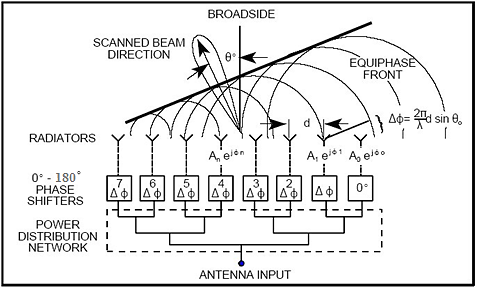 BROADSIDE
SCANNED BEAM
DIRECTION
θ°
EQUIPHASE
FRONT
d
Δϕ= 2π/λ d sin θo
RADIATORS
An e^jϕn
A1 e^jϕ1
A0 e^jϕo
0° - 180°
PHASE
SHIFTERS
7 Δϕ
6 Δϕ
5 Δϕ
4 Δϕ
3 Δϕ
2 Δϕ
Δϕ
0°
POWER
DISTRIBUTION
NETWORK
ANTENNA INPUT